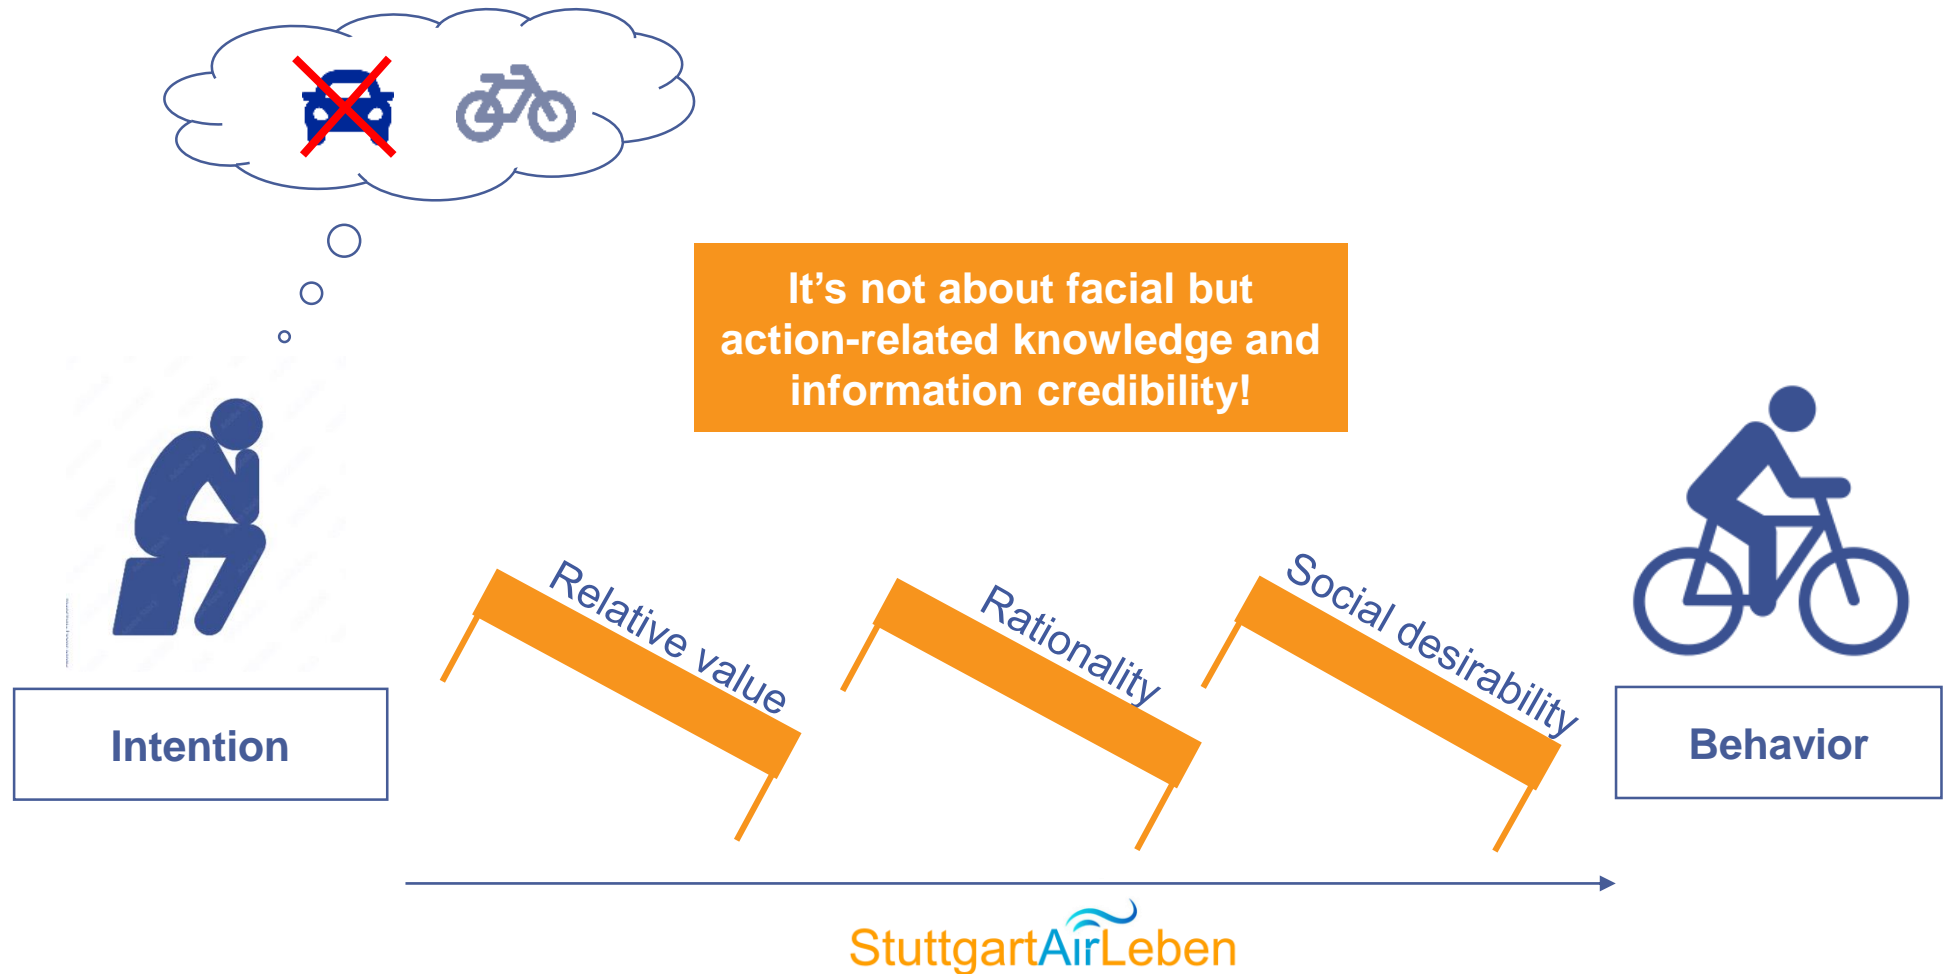 It’s not about facial but
action-related knowledge and
information credibility!
Relative value
Rationality
Social desirability
Intention
Behavior
StuttgartAirLeben